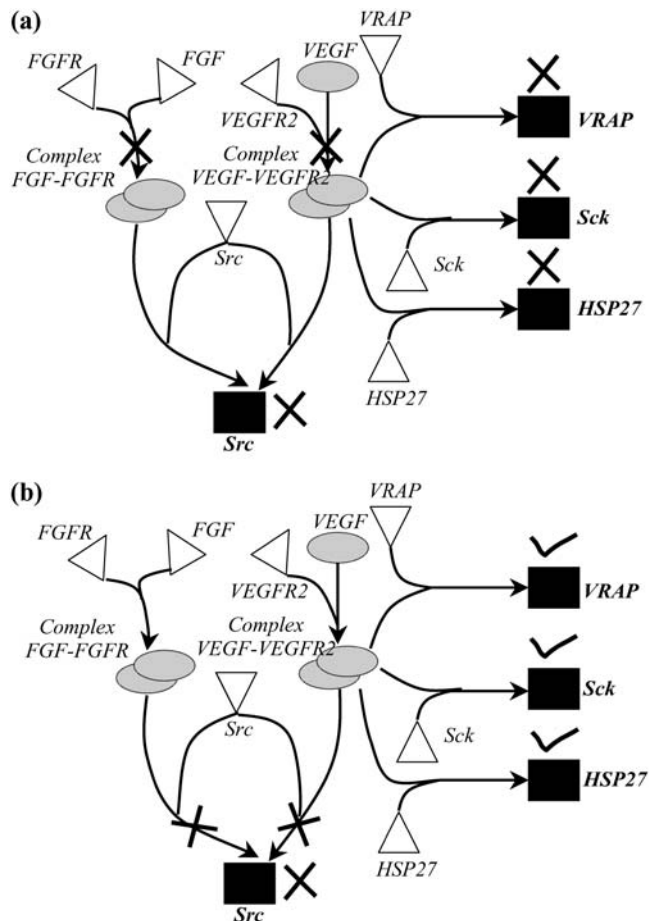 (a)
VRAP
FGFR
FGF
VEGF
VEGFR2
VRAP
Complex
FGF-FGFR
Complex
VEGF-VEGFR2
Src
Sck
Sck
HSP27
HSP27
Src
(b)
VRAP
FGFR
FGF
VEGF
VEGFR2
VRAP
Complex
FGF-FGFR
Complex
VEGF-VEGFR2
Src
Sck
Sck
HSP27
HSP27
Src